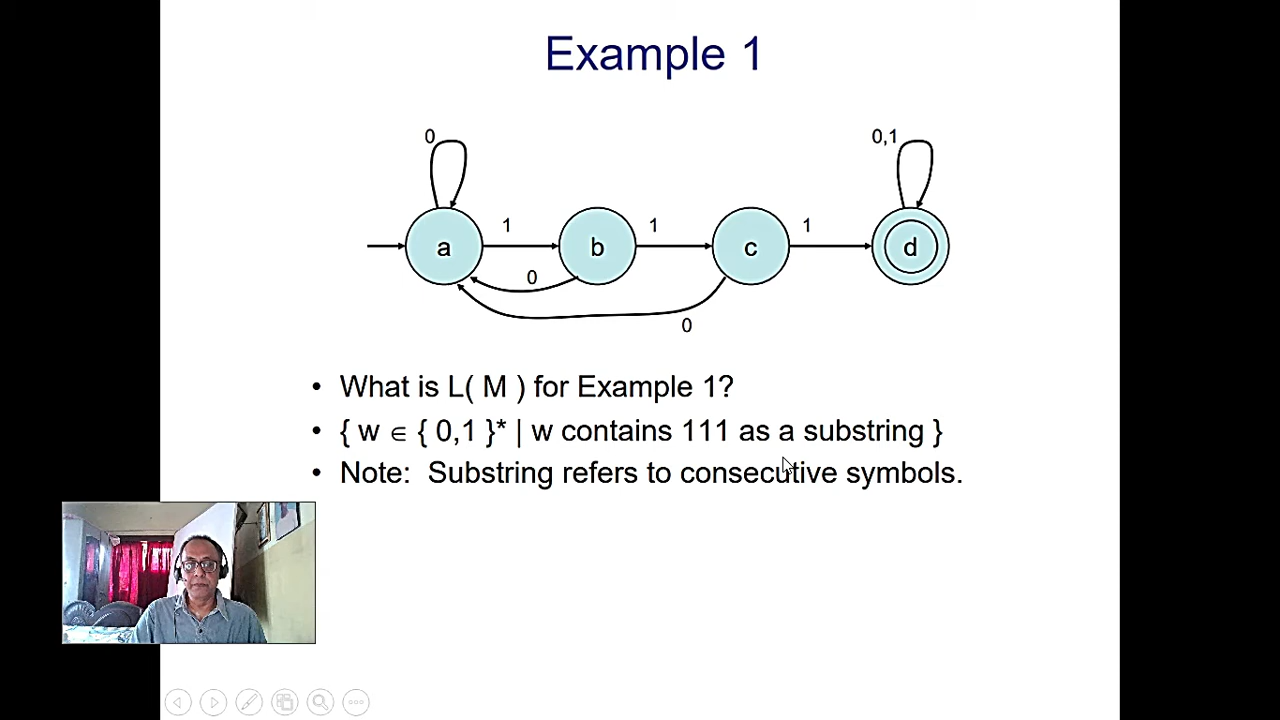 Example 1
0
0,1
1
1
1
a
b
c
d
0
0
• What is L( M ) for Example 1?
• { w ∈ { 0,1 }* | w contains 111 as a substring }
• Note: Substring refers to consecutive symbols.